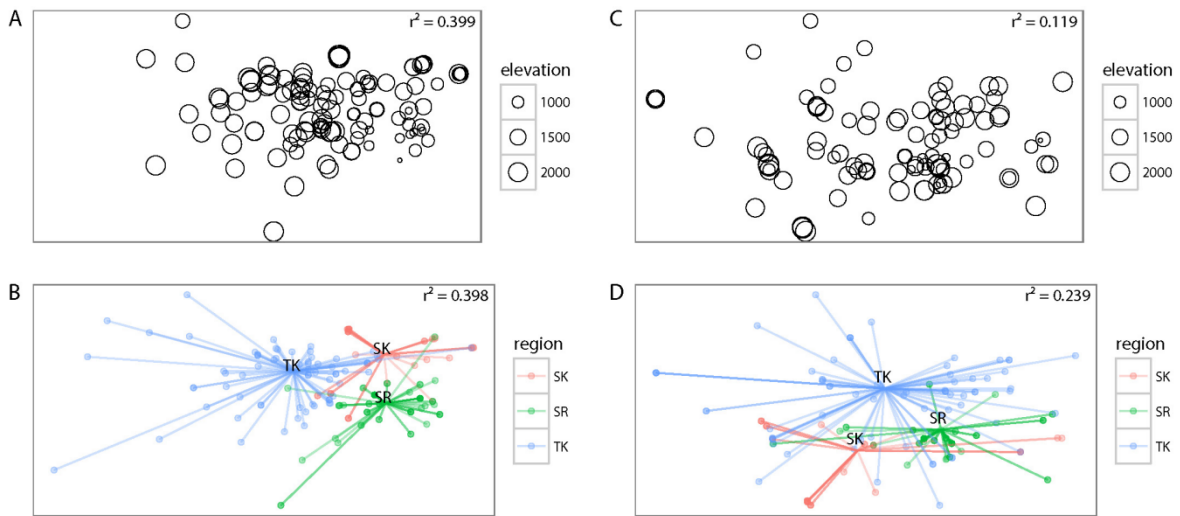 A
r² = 0.399
elevation
1000
1500
2000
C
r² = 0.119
elevation
1000
1500
2000
B
r² = 0.398
TK
SK
SR
region
SK
SR
TK
D
r² = 0.239
TK
SR
SK
region
SK
SR
TK